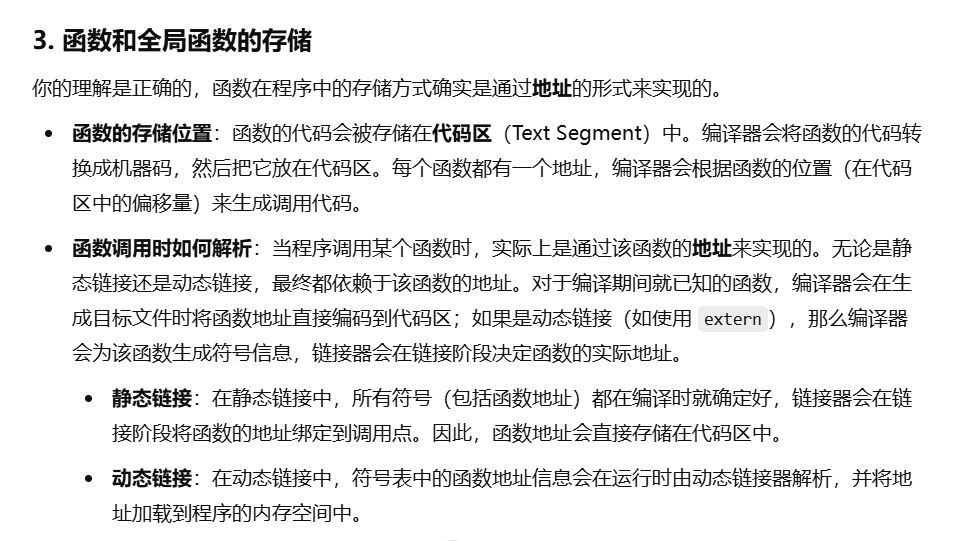 3. 函数和全局函数的存储
你的理解是正确的，函数在程序中的存储方式确实是通过地址的形式来实现的。
• 函数的存储位置：函数的代码会被存储在代码区（Text Segment）中。编译器会将函数的代码转
换成机器码，然后把它放在代码区。每个函数都有一个地址，编译器会根据函数的位置（在代码
区中的偏移量）来生成调用代码。
• 函数调用时如何解析：当程序调用某个函数时，实际上是通过该函数的地址来实现的。无论是静
态链接还是动态链接，最终都依赖于该函数的地址。对于编译期间就已知的函数，编译器会在生
成目标文件时将函数地址直接编码到代码区；如果是动态链接（如使用 extern），那么编译器
会为该函数生成符号信息，链接器会在链接阶段决定函数的实际地址。
• 静态链接：在静态链接中，所有符号（包括函数地址）都在编译时就确定好，链接器会在链
接阶段将函数的地址绑定到调用点。因此，函数地址会直接存储在代码区中。
• 动态链接：在动态链接中，符号表中的函数地址信息会在运行时由动态链接器解析，并将地
址加载到程序的内存空间中。